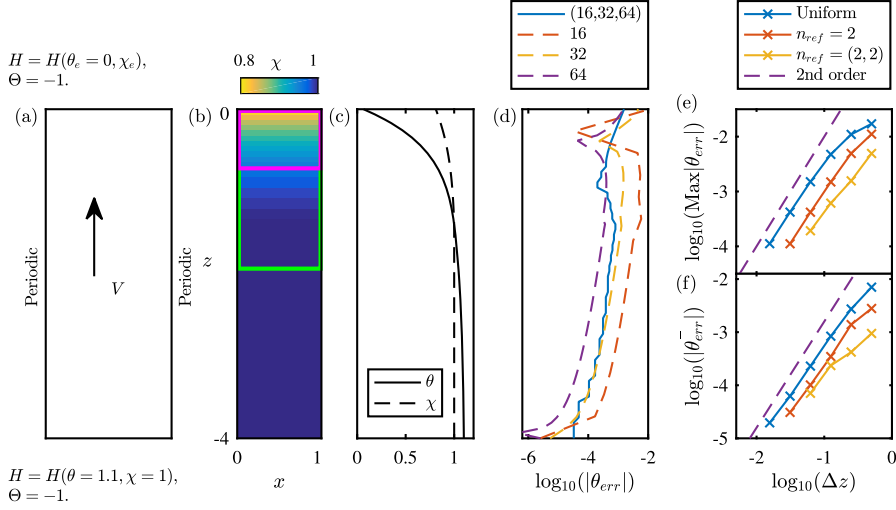 H = H(θ_e = 0, χ_e),
Θ = −1.
(a)
Periodic
V
H = H(θ = 1.1, χ = 1),
Θ = −1.
0.8 χ 1
(b)
0
z
-4
Periodic
0 1
x
(c)
θ
χ
0 0.5 1
(16,32,64)
16
32
64
(d)
-6 -4 -2
log10(|θ_err|)
Uniform
n_ref = 2
n_ref = (2, 2)
2nd order
(e)
-2
-3
-4
log10(Max|θ_err|)
(f)
-2
-3
-4
-5
log10(|θ̄_err|)
-2 -1 0
log10(Δz)